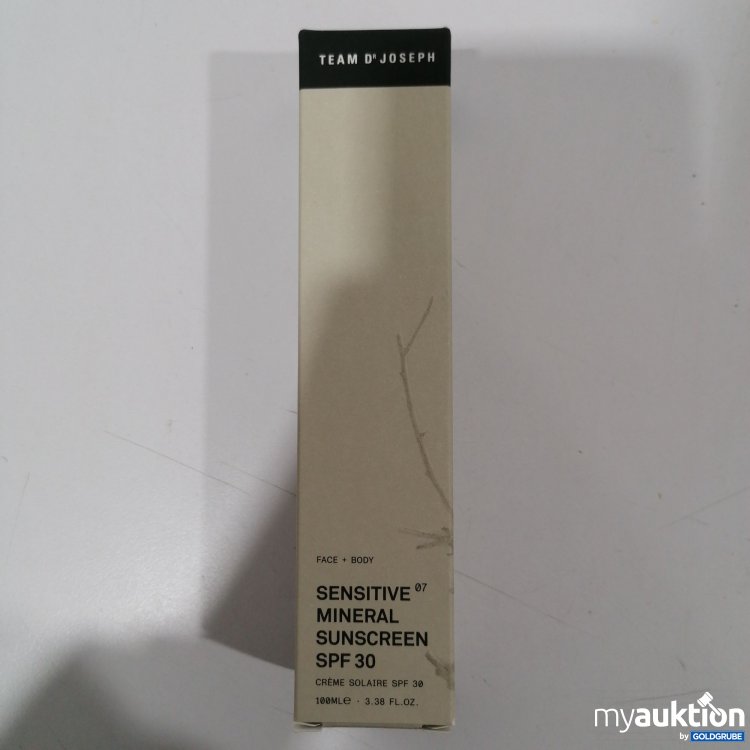 TEAM Dᴿ JOSEPH
FACE + BODY
SENSITIVE 07
MINERAL
SUNSCREEN
SPF 30
CRÈME SOLAIRE SPF 30
100ML℮ · 3.38 FL.OZ.
myauktion
by GOLDGRUBE